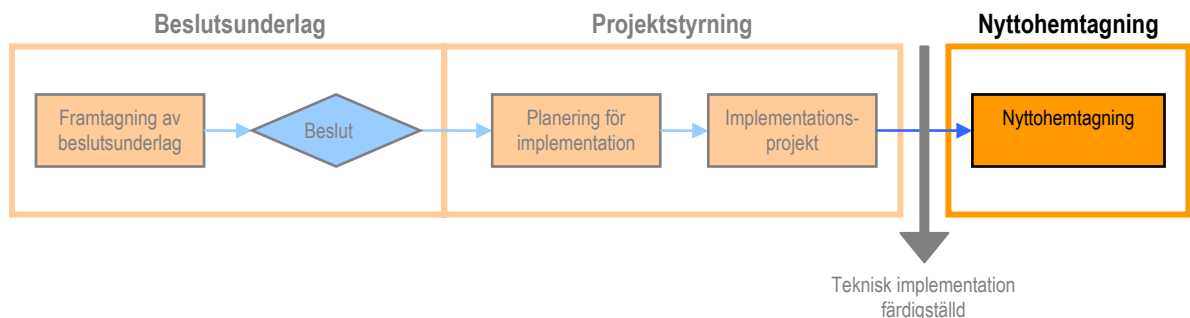 Beslutsunderlag
Projektstyrning
Nyttohemtagning
Framtagning av
beslutsunderlag
Beslut
Planering för
implementation
Implementations-
projekt
Nyttohemtagning
Teknisk implementation
färdigställd